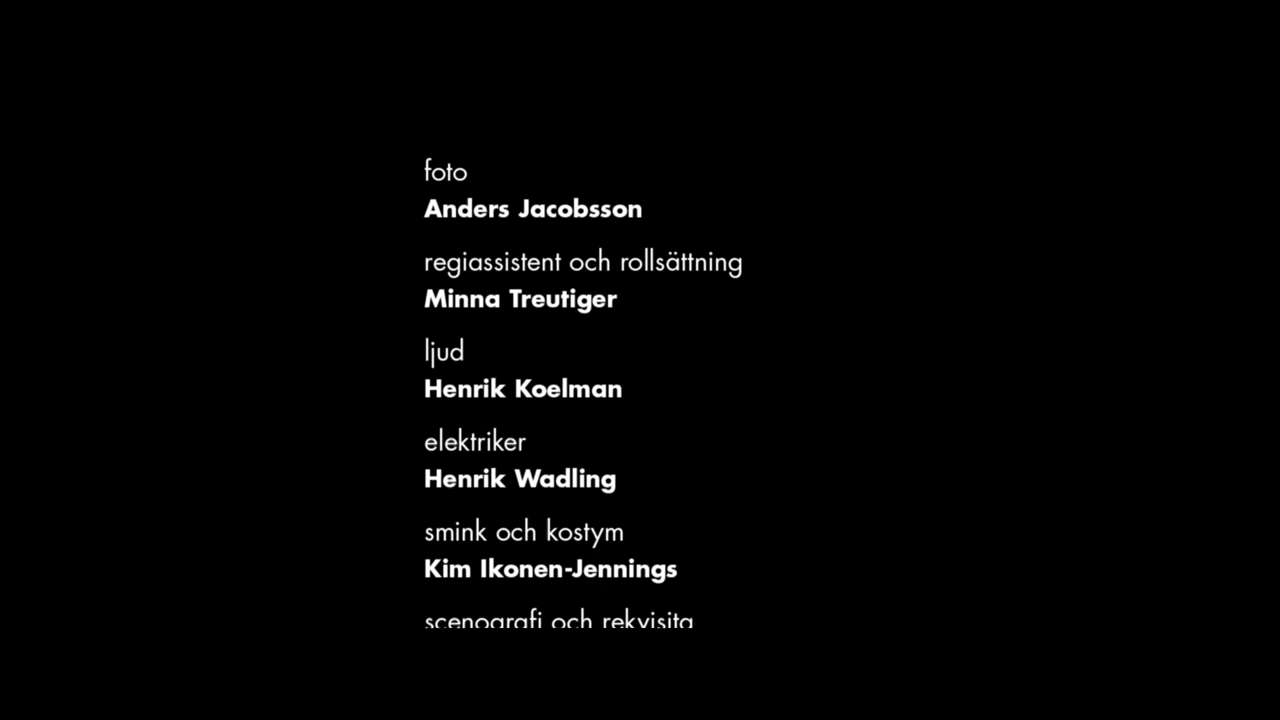 foto
Anders Jacobsson
regiassistent och rollsättning
Minna Treutiger
ljud
Henrik Koelman
elektriker
Henrik Wadling
smink och kostym
Kim Ikonen-Jennings
scenografi och rekvisita